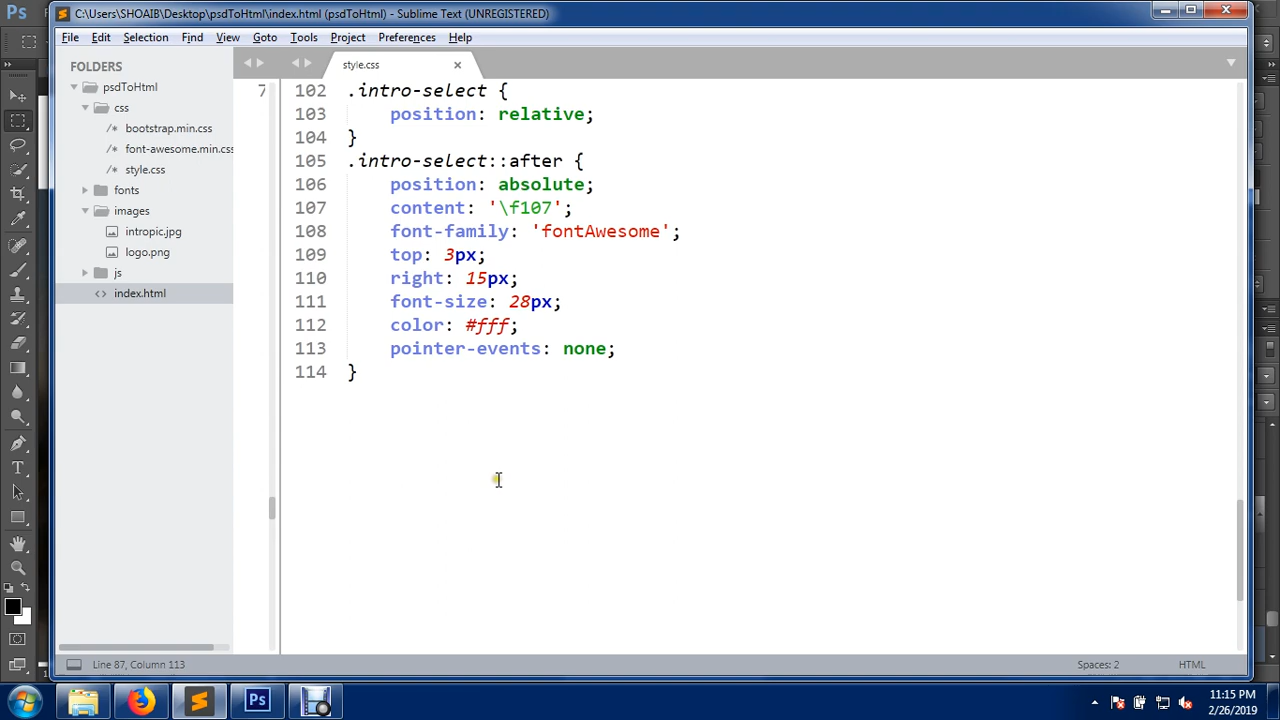 Ps
C:\Users\SHOAIB\Desktop\psdToHtml\index.html (psdToHtml) - Sublime Text (UNREGISTERED)
File Edit Selection Find View Goto Tools Project Preferences Help
FOLDERS
psdToHtml
css
/* bootstrap.min.css
/* font-awesome.min.css
/* style.css
fonts
images
intropic.jpg
logo.png
js
<> index.html
style.css
7
102 .intro-select {
103 position: relative;
104 }
105 .intro-select::after {
106 position: absolute;
107 content: '\f107';
108 font-family: 'fontAwesome';
109 top: 3px;
110 right: 15px;
111 font-size: 28px;
112 color: #fff;
113 pointer-events: none;
114 }
Line 87, Column 113
Spaces: 2
HTML
Ps
11:15 PM
2/26/2019